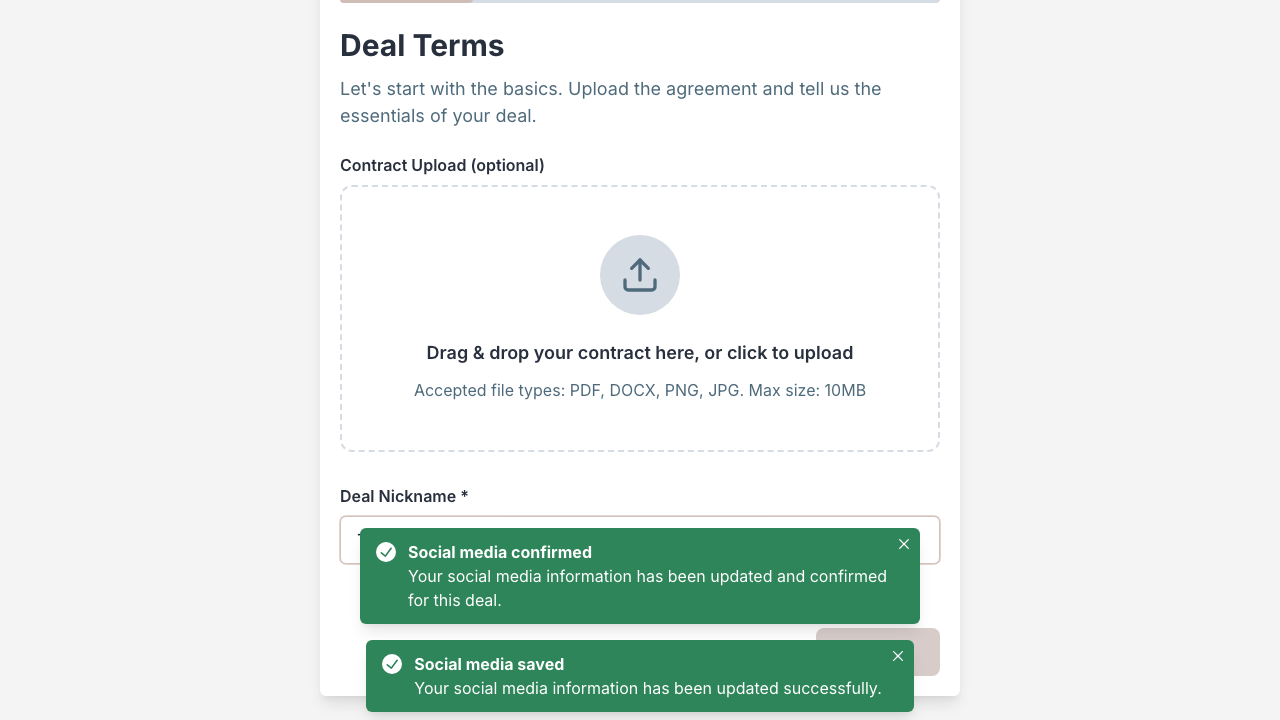 Deal Terms
Let's start with the basics. Upload the agreement and tell us the
essentials of your deal.
Contract Upload (optional)
Drag & drop your contract here, or click to upload
Accepted file types: PDF, DOCX, PNG, JPG. Max size: 10MB
Deal Nickname *
Social media confirmed
Your social media information has been updated and confirmed
for this deal.
Social media saved
Your social media information has been updated successfully.